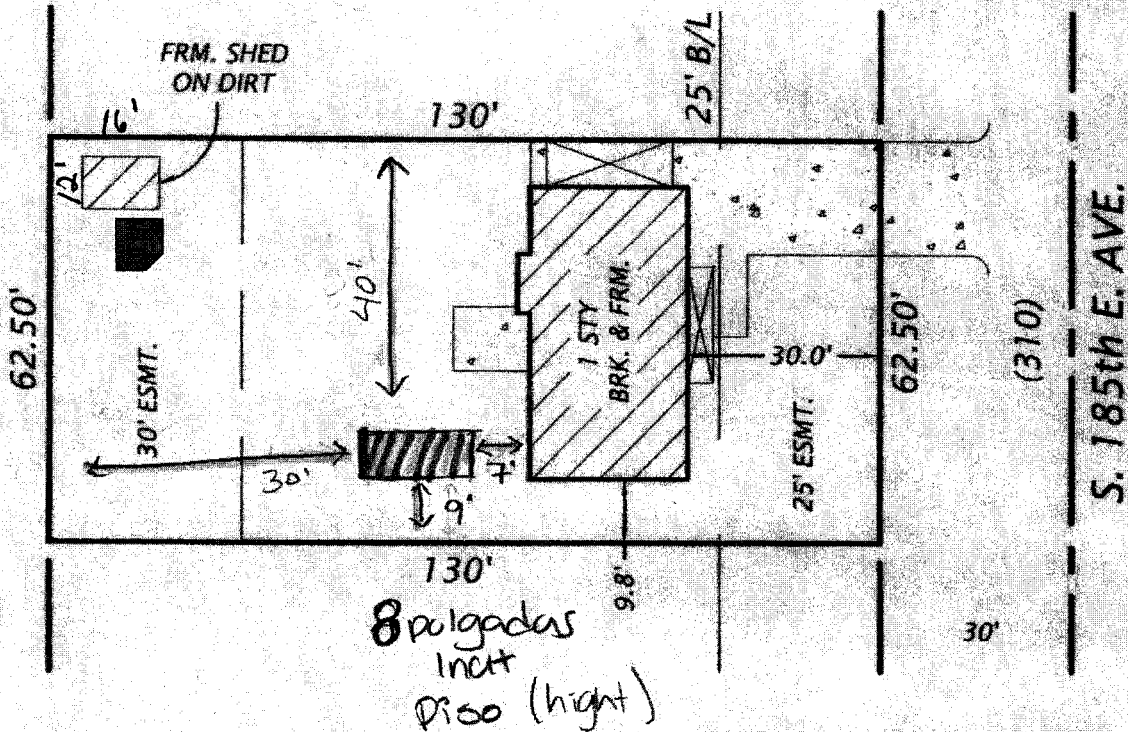 FRM. SHED
ON DIRT
16'
130'
25' B/L
12'
62.50'
30' ESMT.
40'
1 STY
BRK. & FRM.
30.0'
62.50'
(310)
S. 185th E. AVE.
25' ESMT.
30'
7'
9'
130'
9.8'
30'
8 pulgadas
Piso (hight)